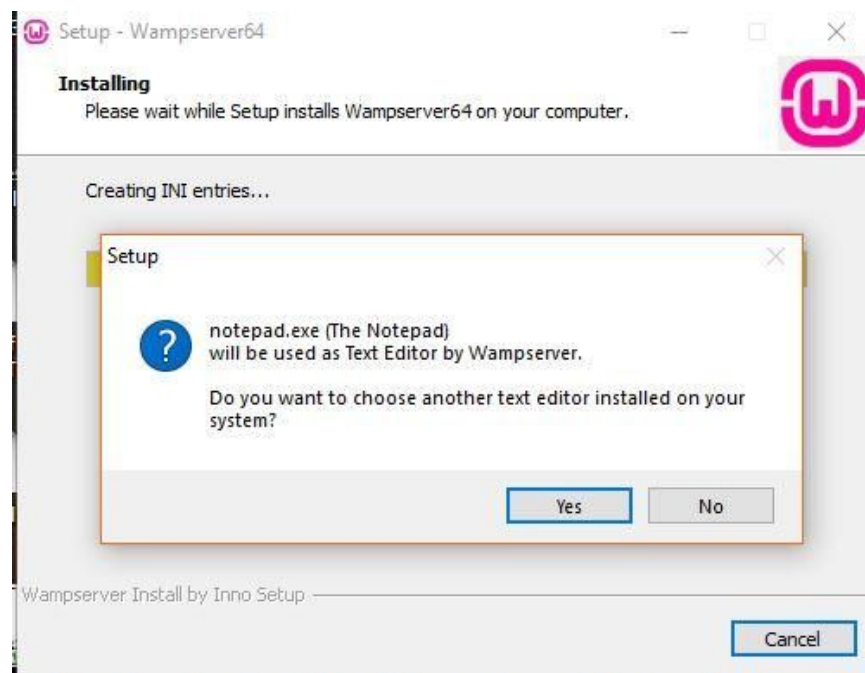 Setup - Wampserver64
Installing
Please wait while Setup installs Wampserver64 on your computer.
Creating INI entries...
Setup
notepad.exe (The Notepad)
will be used as Text Editor by Wampserver.
Do you want to choose another text editor installed on your
system?
Yes
No
Wampserver Install by Inno Setup
Cancel